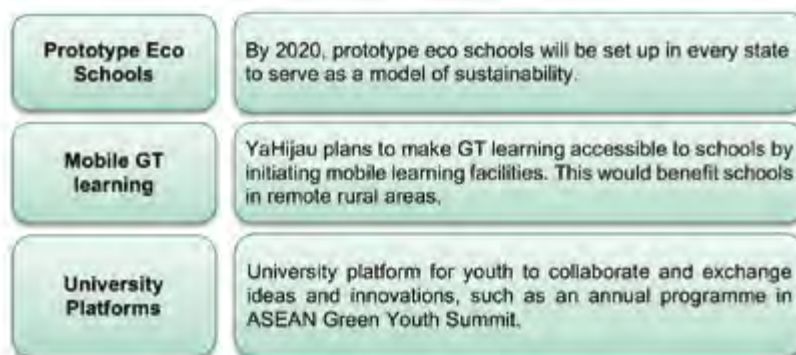 Prototype Eco
Schools
By 2020, prototype eco schools will be set up in every state
to serve as a model of sustainability.
Mobile GT
learning
YaHijau plans to make GT learning accessible to schools by
initiating mobile learning facilities. This would benefit schools
in remote rural areas.
University
Platforms
University platform for youth to collaborate and exchange
ideas and innovations, such as an annual programme in
ASEAN Green Youth Summit.